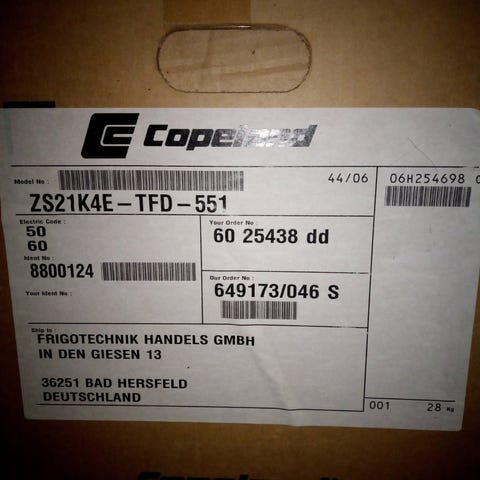 Copeland
Model No :
44/06
06H254698
ZS21K4E-TFD-551
Electric Code :
50
60
Your Order No :
60 25438 dd
Ident No :
8800124
Our Order No :
649173/046 S
Your Ident No :
Ship to :
FRIGOTECHNIK HANDELS GMBH
IN DEN GIESEN 13
36251 BAD HERSFELD
DEUTSCHLAND
001
28 Kg